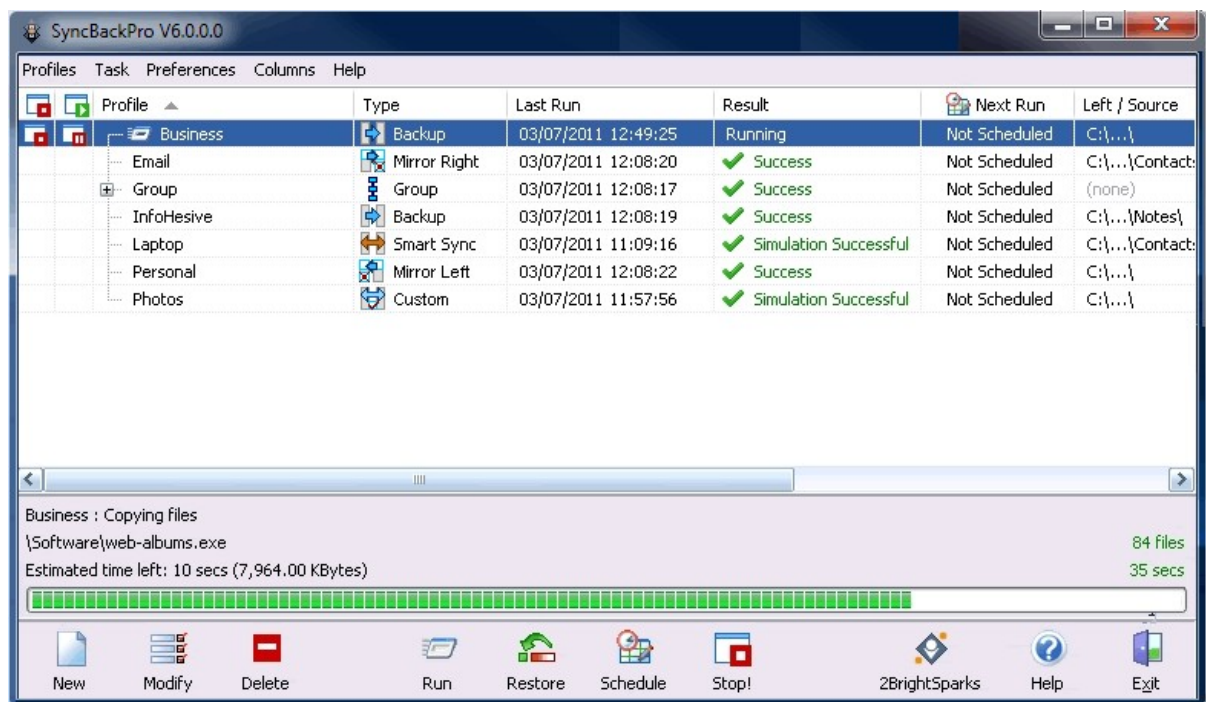 SyncBackPro V6.0.0.0
Profiles Task Preferences Columns Help
Profile Type Last Run Result Next Run Left / Source
Business Backup 03/07/2011 12:49:25 Running Not Scheduled C:\...\
Email Mirror Right 03/07/2011 12:08:20 Success Not Scheduled C:\...\Contact:
Group Group 03/07/2011 12:08:17 Success Not Scheduled (none)
InfoHesive Backup 03/07/2011 12:08:19 Success Not Scheduled C:\...\Notes\
Laptop Smart Sync 03/07/2011 11:09:16 Simulation Successful Not Scheduled C:\...\Contact:
Personal Mirror Left 03/07/2011 12:08:22 Success Not Scheduled C:\...\
Photos Custom 03/07/2011 11:57:56 Simulation Successful Not Scheduled C:\...\
Business : Copying files
\Software\web-albums.exe 84 files
Estimated time left: 10 secs (7,964.00 KBytes) 35 secs
New Modify Delete Run Restore Schedule Stop! 2BrightSparks Help Exit